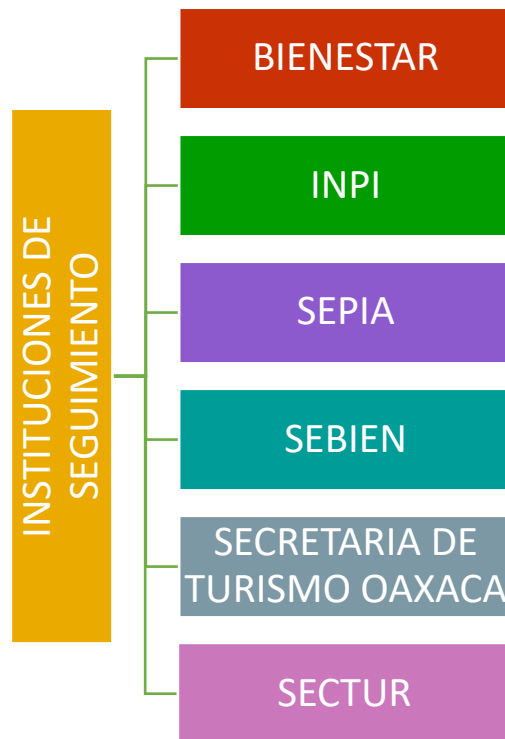 INSTITUCIONES DE
SEGUIMIENTO
BIENESTAR
INPI
SEPIA
SEBIEN
SECRETARIA DE
TURISMO OAXACA
SECTUR